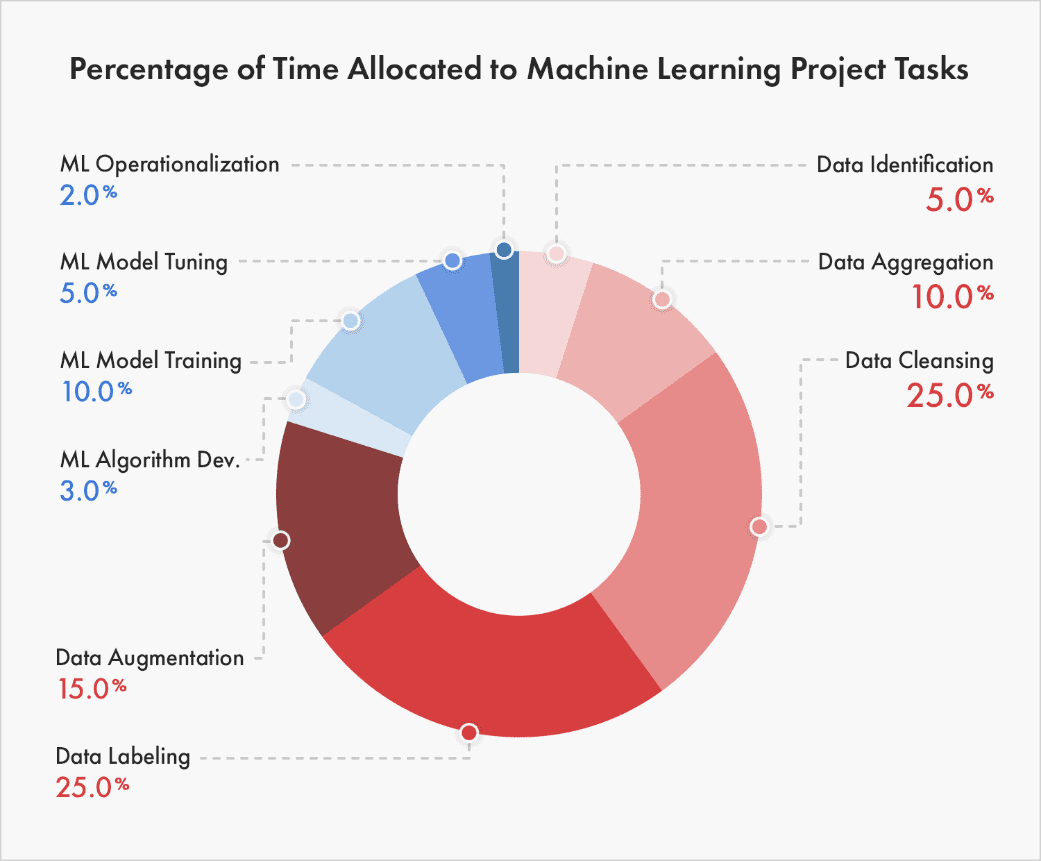 Percentage of Time Allocated to Machine Learning Project Tasks
ML Operationalization
2.0%
ML Model Tuning
5.0%
ML Model Training
10.0%
ML Algorithm Dev.
3.0%
Data Augmentation
15.0%
Data Labeling
25.0%
Data Identification
5.0%
Data Aggregation
10.0%
Data Cleansing
25.0%